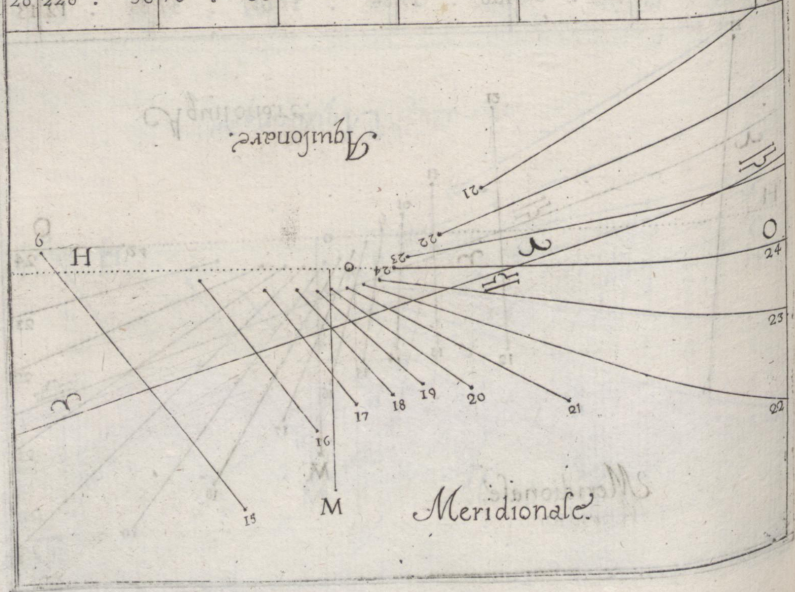 Aquilonare.
21
22
23
24
♈
♎
O
24
G
H
o
♎
23
♈
22
15
16
17
18
19
20
21
M
Meridionale.